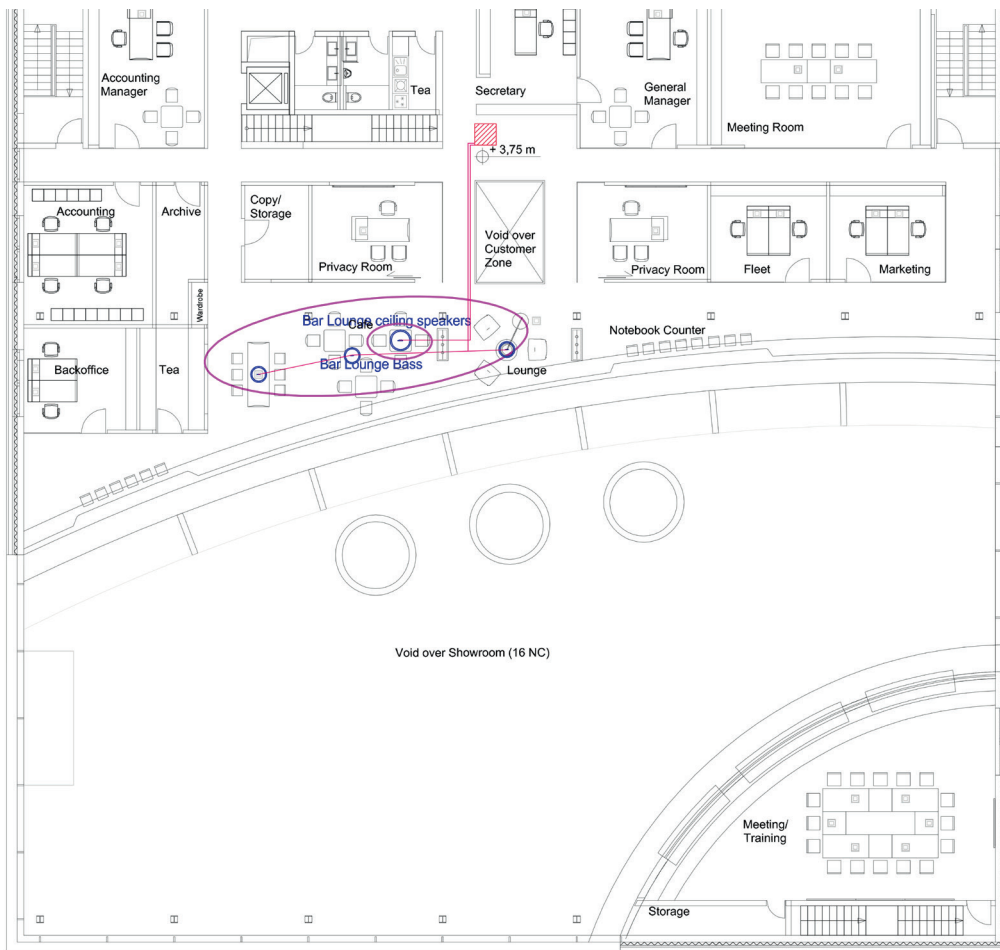 Accounting
Manager
Tea
Secretary
General
Manager
Meeting Room
+ 3,75 m
Accounting
Archive
Copy/
Storage
Privacy Room
Void over
Customer
Zone
Privacy Room
Fleet
Marketing
Wardrobe
Bar Lounge ceiling speakers
Cafe
Notebook Counter
Backoffice
Tea
Bar Lounge Bass
Lounge
Void over Showroom (16 NC)
Meeting/
Training
Storage